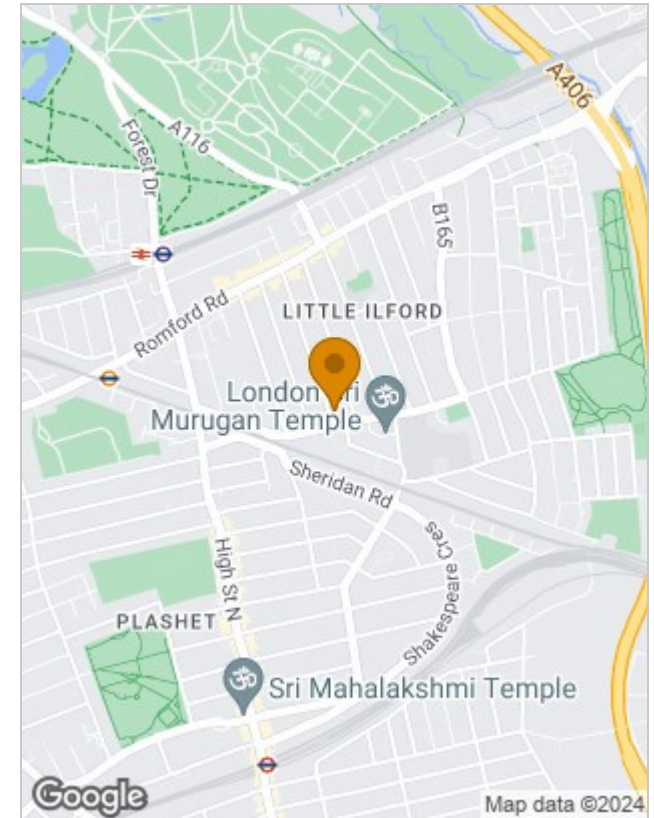 A406
A116
Forest Dr
B165
Romford Rd
LITTLE ILFORD
London Sri
Murugan Temple
Sheridan Rd
High St N
Shakespeare Cres
PLASHET
Sri Mahalakshmi Temple
Google
Map data ©2024